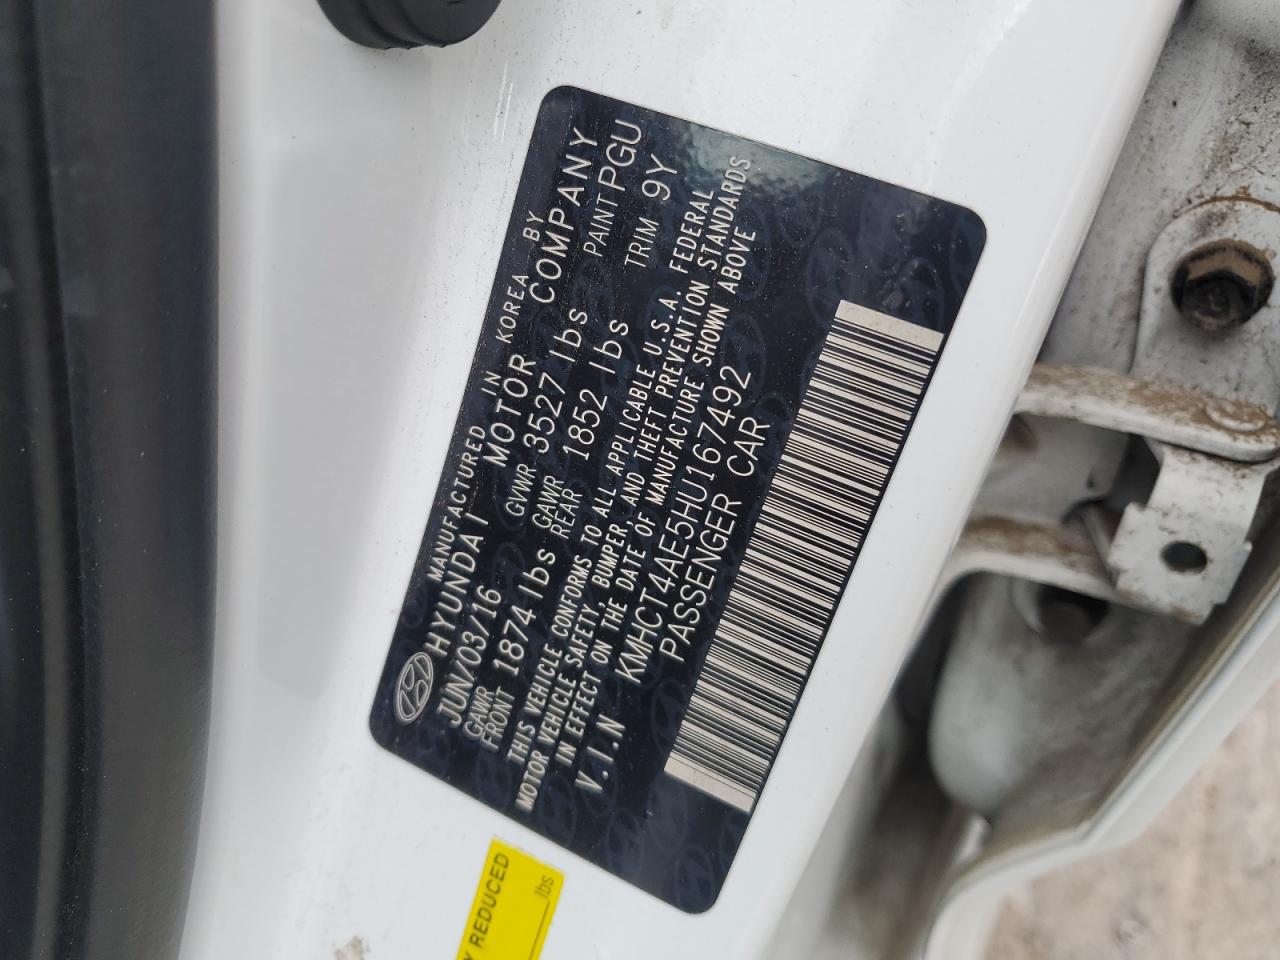 MANUFACTURED IN KOREA BY
HYUNDAI MOTOR COMPANY
JUN/03/16 GVWR 3527 lbs PAINT PGU
GAWR FRONT 1874 lbs GAWR REAR 1852 lbs TRIM 9Y
THIS VEHICLE CONFORMS TO ALL APPLICABLE U.S.A. FEDERAL
MOTOR VEHICLE SAFETY, BUMPER, AND THEFT PREVENTION STANDARDS
IN EFFECT ON THE DATE OF MANUFACTURE SHOWN ABOVE
V.I.N KMHCT4AE5HU167492
PASSENGER CAR
REDUCED
lbs